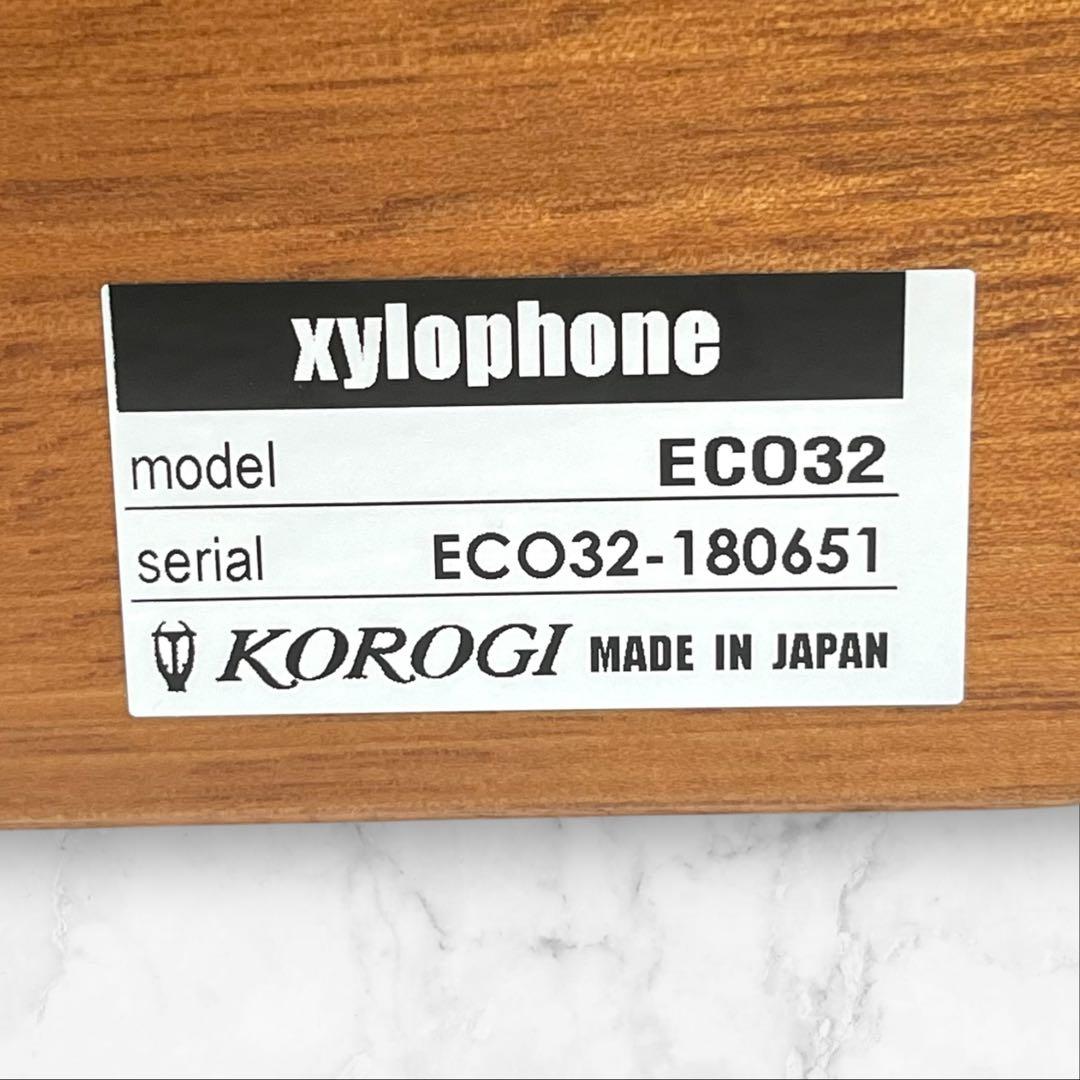 xylophone
model ECO32
serial ECO32-180651
KOROGI MADE IN JAPAN